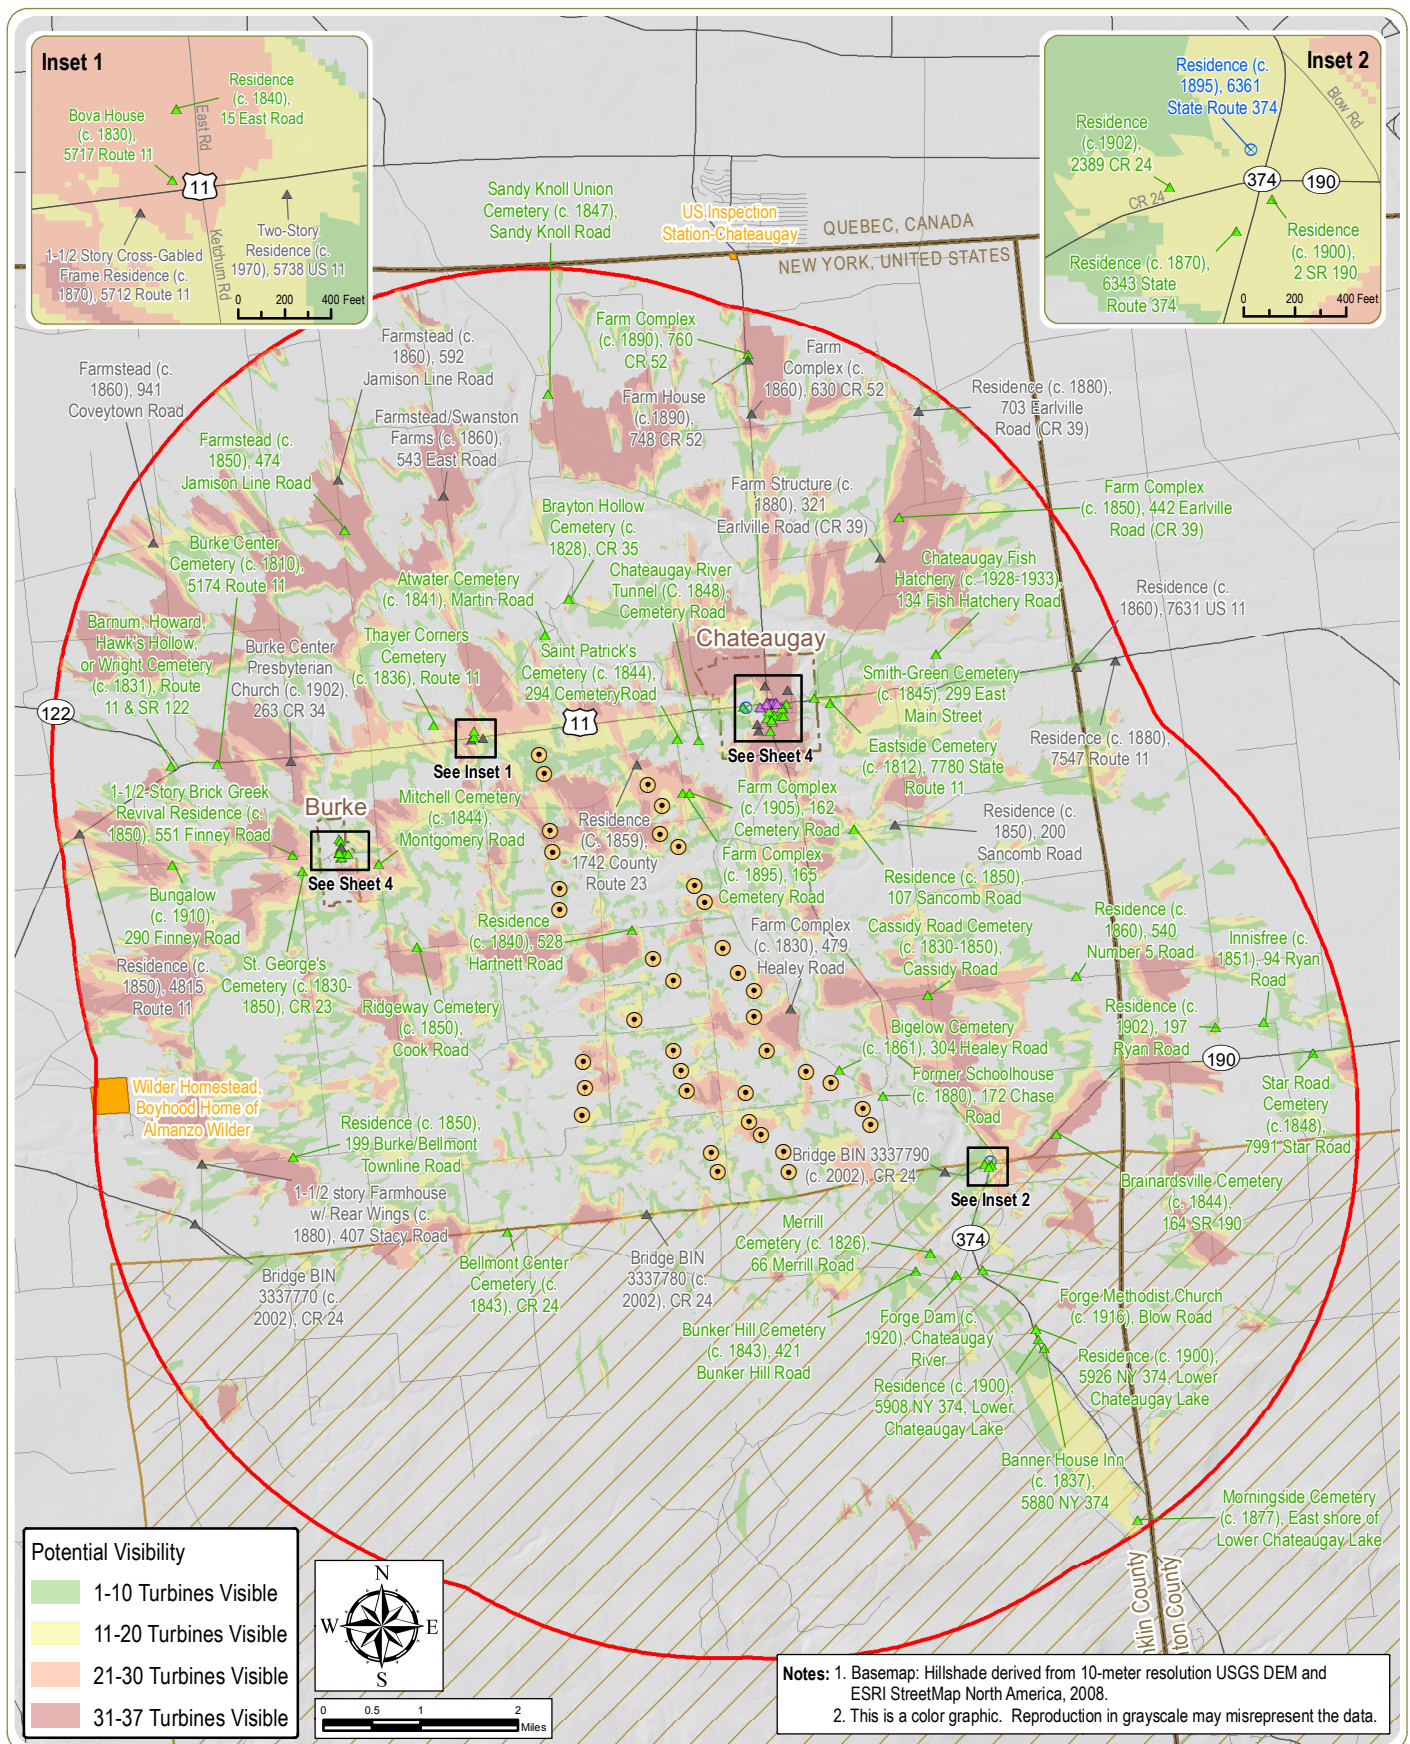 Inset 1
Residence
(c. 1840),
15 East Road
Bova House
(c. 1830),
5717 Route 11
East Rd
11
Ketchum Rd
1-1/2 Story Cross-Gabled
Frame Residence (c.
1870), 5712 Route 11
Two-Story
Residence (c.
1970), 5738 US 11
0 200 400 Feet
Inset 2
Residence (c.
1895), 6361
State Route 374
Blow Rd
Residence
(c.1902),
2389 CR 24
CR 24
374
190
Residence (c. 1870),
6343 State
Route 374
Residence
(c. 1900),
2 SR 190
0 200 400 Feet
Sandy Knoll Union
Cemetery (c. 1847),
Sandy Knoll Road
US Inspection
Station-Chateaugay
QUEBEC, CANADA
NEW YORK, UNITED STATES
Farmstead (c.
1860), 941
Coveytown Road
Farmstead (c.
1860), 592
Jamison Line Road
Farm Complex
(c. 1890), 760
CR 52
Farm
Complex (c.
1860), 630 CR 52
Farm House
(c.1890),
748 CR 52
Residence (c. 1880),
703 Earlville
Road (CR 39)
Farmstead/Swanston
Farms (c. 1860),
543 East Road
Farmstead (c.
1850), 474
Jamison Line Road
Farm Structure (c.
1880), 321
Earlville Road (CR 39)
Farm Complex
(c. 1850), 442 Earlville
Road (CR 39)
Brayton Hollow
Cemetery (c.
1828), CR 35
Burke Center
Cemetery (c. 1810),
5174 Route 11
Atwater Cemetery
(c. 1841), Martin Road
Chateaugay River
Tunnel (C. 1848),
Cemetery Road
Chateaugay Fish
Hatchery (c. 1928-1933),
134 Fish Hatchery Road
Residence (c.
1860), 7631 US 11
Barnum, Howard,
Hawk's Hollow,
or Wright Cemetery
(c. 1831), Route
11 & SR 122
Burke Center
Presbyterian
Church (c. 1902),
263 CR 34
Thayer Corners
Cemetery
(c. 1836), Route 11
Saint Patrick's
Cemetery (c. 1844),
294 CemeteryRoad
Chateaugay
Smith-Green Cemetery
(c. 1845), 299 East
Main Street
122
11
See Inset 1
See Sheet 4
Eastside Cemetery
(c. 1812), 7780 State
Route 11
Residence (c. 1880),
7547 Route 11
1-1/2-Story Brick Greek
Revival Residence (c.
1850), 551 Finney Road
Burke
See Sheet 4
Mitchell Cemetery
(c. 1844),
Montgomery Road
Residence
(C. 1859),
1742 County
Route 23
Farm Complex
(c. 1905), 162
Cemetery Road
Farm Complex
(c. 1895), 165
Cemetery Road
Residence (c.
1850), 200
Sancomb Road
Residence (c. 1850),
107 Sancomb Road
Bungalow
(c. 1910),
290 Finney Road
Residence (c.
1850), 4815
Route 11
St. George's
Cemetery (c. 1830-
1850), CR 23
Ridgeway Cemetery
(c. 1850),
Cook Road
Residence
(c. 1840), 528
Hartnett Road
Farm Complex
(c. 1830), 479
Healey Road
Cassidy Road Cemetery
(c. 1830-1850),
Cassidy Road
Residence (c.
1860), 540
Number 5 Road
Innisfree (c.
1851), 94 Ryan
Road
Residence (c.
1902), 197
Ryan Road
190
Bigelow Cemetery
(c. 1861), 304 Healey Road
Former Schoolhouse
(c. 1880), 172 Chase
Road
Star Road
Cemetery
(c.1848),
7991 Star Road
Wilder Homestead,
Boyhood Home of
Almanzo Wilder
Residence (c. 1850),
199 Burke/Bellmont
Townline Road
1-1/2 story Farmhouse
w/ Rear Wings (c.
1880), 407 Stacy Road
Bridge BIN 3337790
(c. 2002), CR 24
See Inset 2
Brainardsville Cemetery
(c. 1844),
164 SR 190
374
Bridge BIN
3337770 (c.
2002), CR 24
Bellmont Center
Cemetery (c.
1843), CR 24
Bridge BIN
3337780 (c.
2002), CR 24
Merrill
Cemetery (c. 1826),
66 Merrill Road
Bunker Hill Cemetery
(c. 1843), 421
Bunker Hill Road
Forge Dam (c.
1920), Chateaugay
River
Forge Methodist Church
(c. 1916), Blow Road
Residence (c. 1900),
5926 NY 374, Lower
Chateaugay Lake
Residence (c. 1900),
5908 NY 374, Lower
Chateaugay Lake
Banner House Inn
(c. 1837),
5880 NY 374
Morningside Cemetery
(c. 1877), East shore of
Lower Chateaugay Lake
nklin County
ton County
Potential Visibility
1-10 Turbines Visible
11-20 Turbines Visible
21-30 Turbines Visible
31-37 Turbines Visible
N
W E
S
0 0.5 1 2
Miles
Notes: 1. Basemap: Hillshade derived from 10-meter resolution USGS DEM and
ESRI StreetMap North America, 2008.
2. This is a color graphic. Reproduction in grayscale may misrepresent the data.